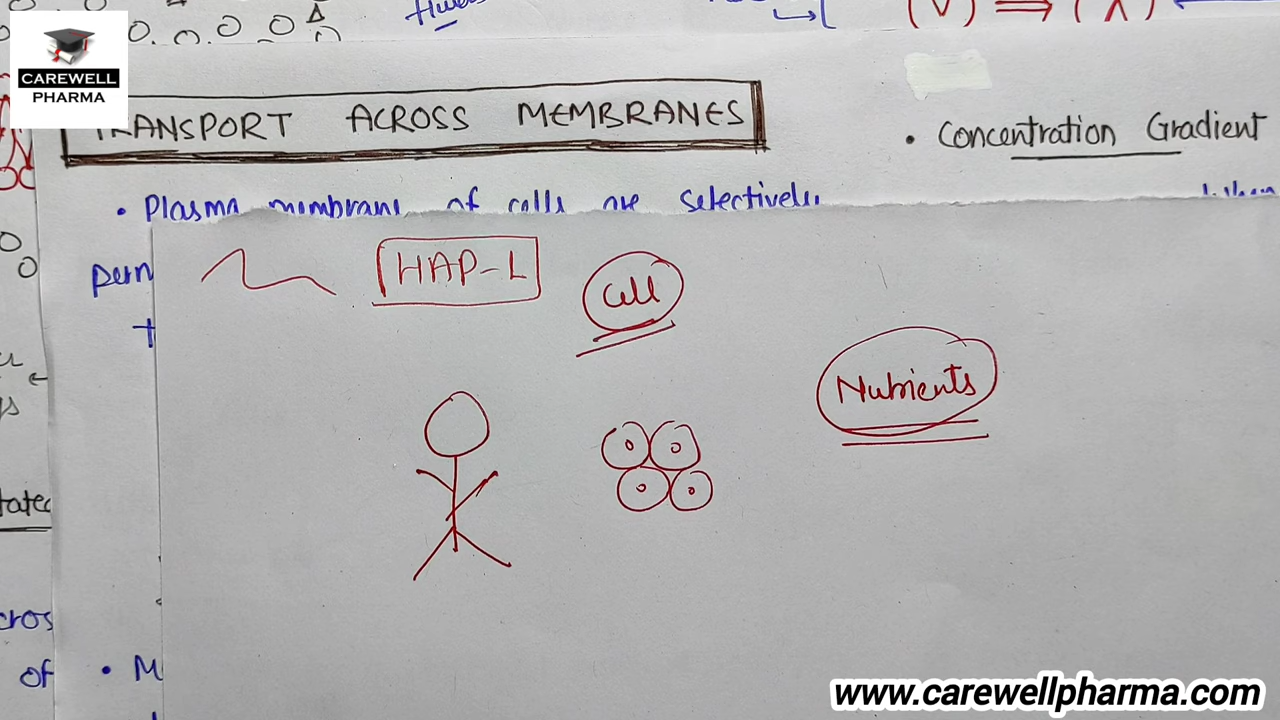 CAREWELL
PHARMA
TRANSPORT ACROSS MEMBRANES
• Concentration Gradient
• Plasma membrane of cells are selectively
HAP-L
Cell
Nutrients
of
• M
www.carewellpharma.com